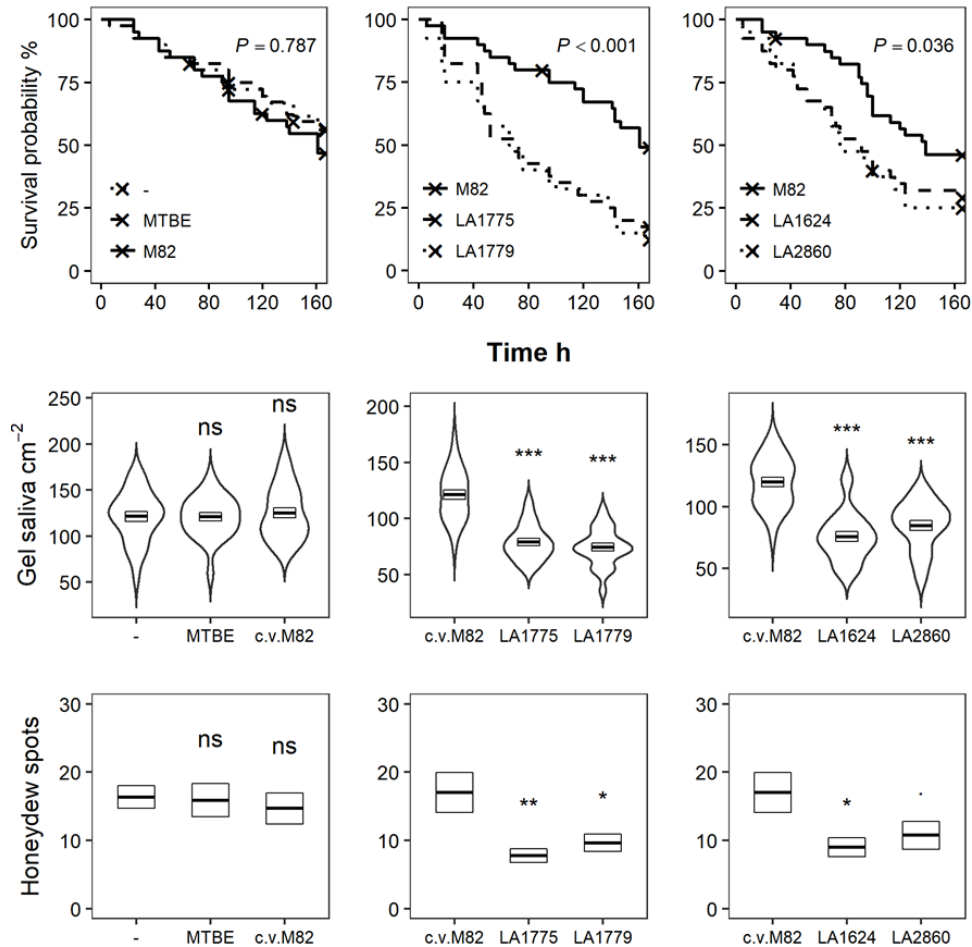 Survival probability %
100
75
50
25
0
P = 0.787
-
MTBE
M82
0 40 80 120 160
100
75
50
25
0
P < 0.001
M82
LA1775
LA1779
0 40 80 120 160
100
75
50
25
0
P = 0.036
M82
LA1624
LA2860
0 40 80 120 160
Time h
Gel saliva cm⁻²
250
200
150
100
50
ns
ns
- MTBE c.v.M82
200
150
100
50
***
***
c.v.M82 LA1775 LA1779
150
100
50
***
***
c.v.M82 LA1624 LA2860
Honeydew spots
30
20
10
0
ns
ns
- MTBE c.v.M82
30
20
10
0
**
*
c.v.M82 LA1775 LA1779
30
20
10
0
*
.
c.v.M82 LA1624 LA2860